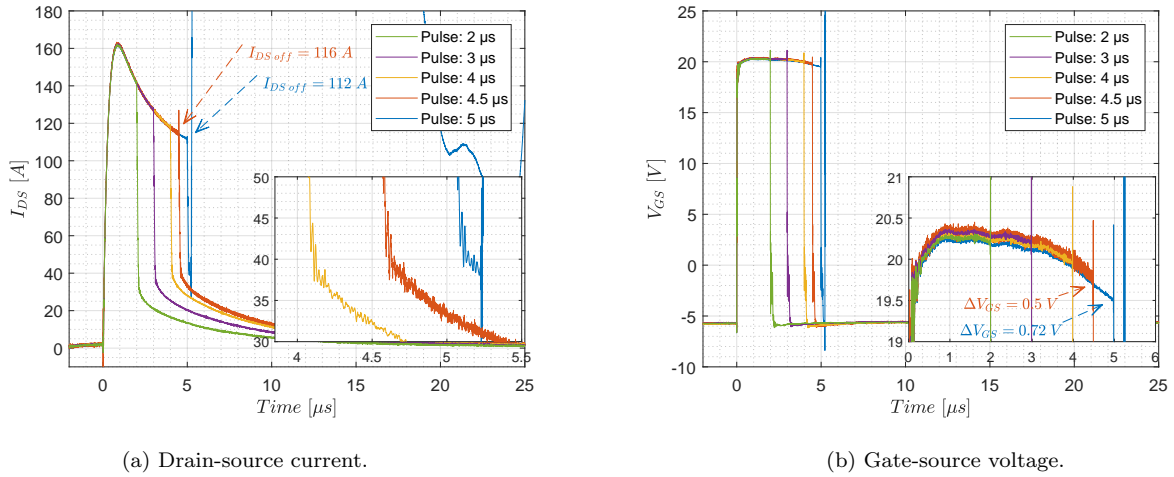 180
160
140
120
100
80
60
40
20
0
I_DS [A]
0
5
10
15
20
25
Time [μs]
I_DS off = 116 A
I_DS off = 112 A
Pulse: 2 μs
Pulse: 3 μs
Pulse: 4 μs
Pulse: 4.5 μs
Pulse: 5 μs
50
45
40
35
30
4
4.5
5
5.5
(a) Drain-source current.
25
20
15
10
5
0
-5
-10
V_GS [V]
0
5
10
15
20
25
Time [μs]
Pulse: 2 μs
Pulse: 3 μs
Pulse: 4 μs
Pulse: 4.5 μs
Pulse: 5 μs
21
20.5
20
19.5
19
0
1
2
3
4
5
6
ΔV_GS = 0.5 V
ΔV_GS = 0.72 V
(b) Gate-source voltage.